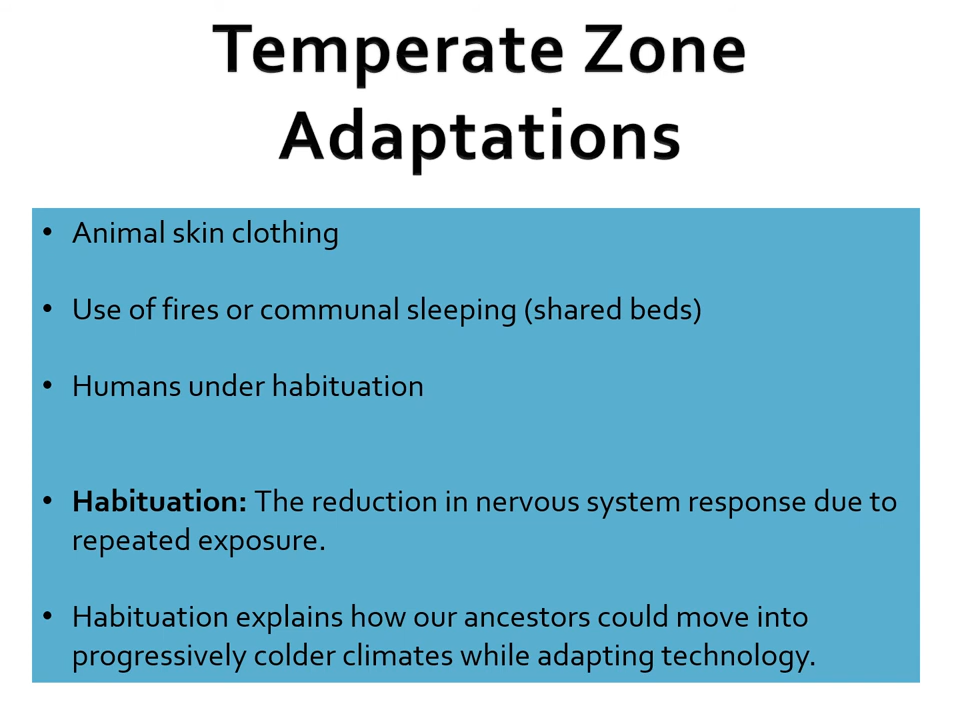 Temperate Zone
Adaptations
• Animal skin clothing
• Use of fires or communal sleeping (shared beds)
• Humans under habituation
• Habituation: The reduction in nervous system response due to
repeated exposure.
• Habituation explains how our ancestors could move into
progressively colder climates while adapting technology.